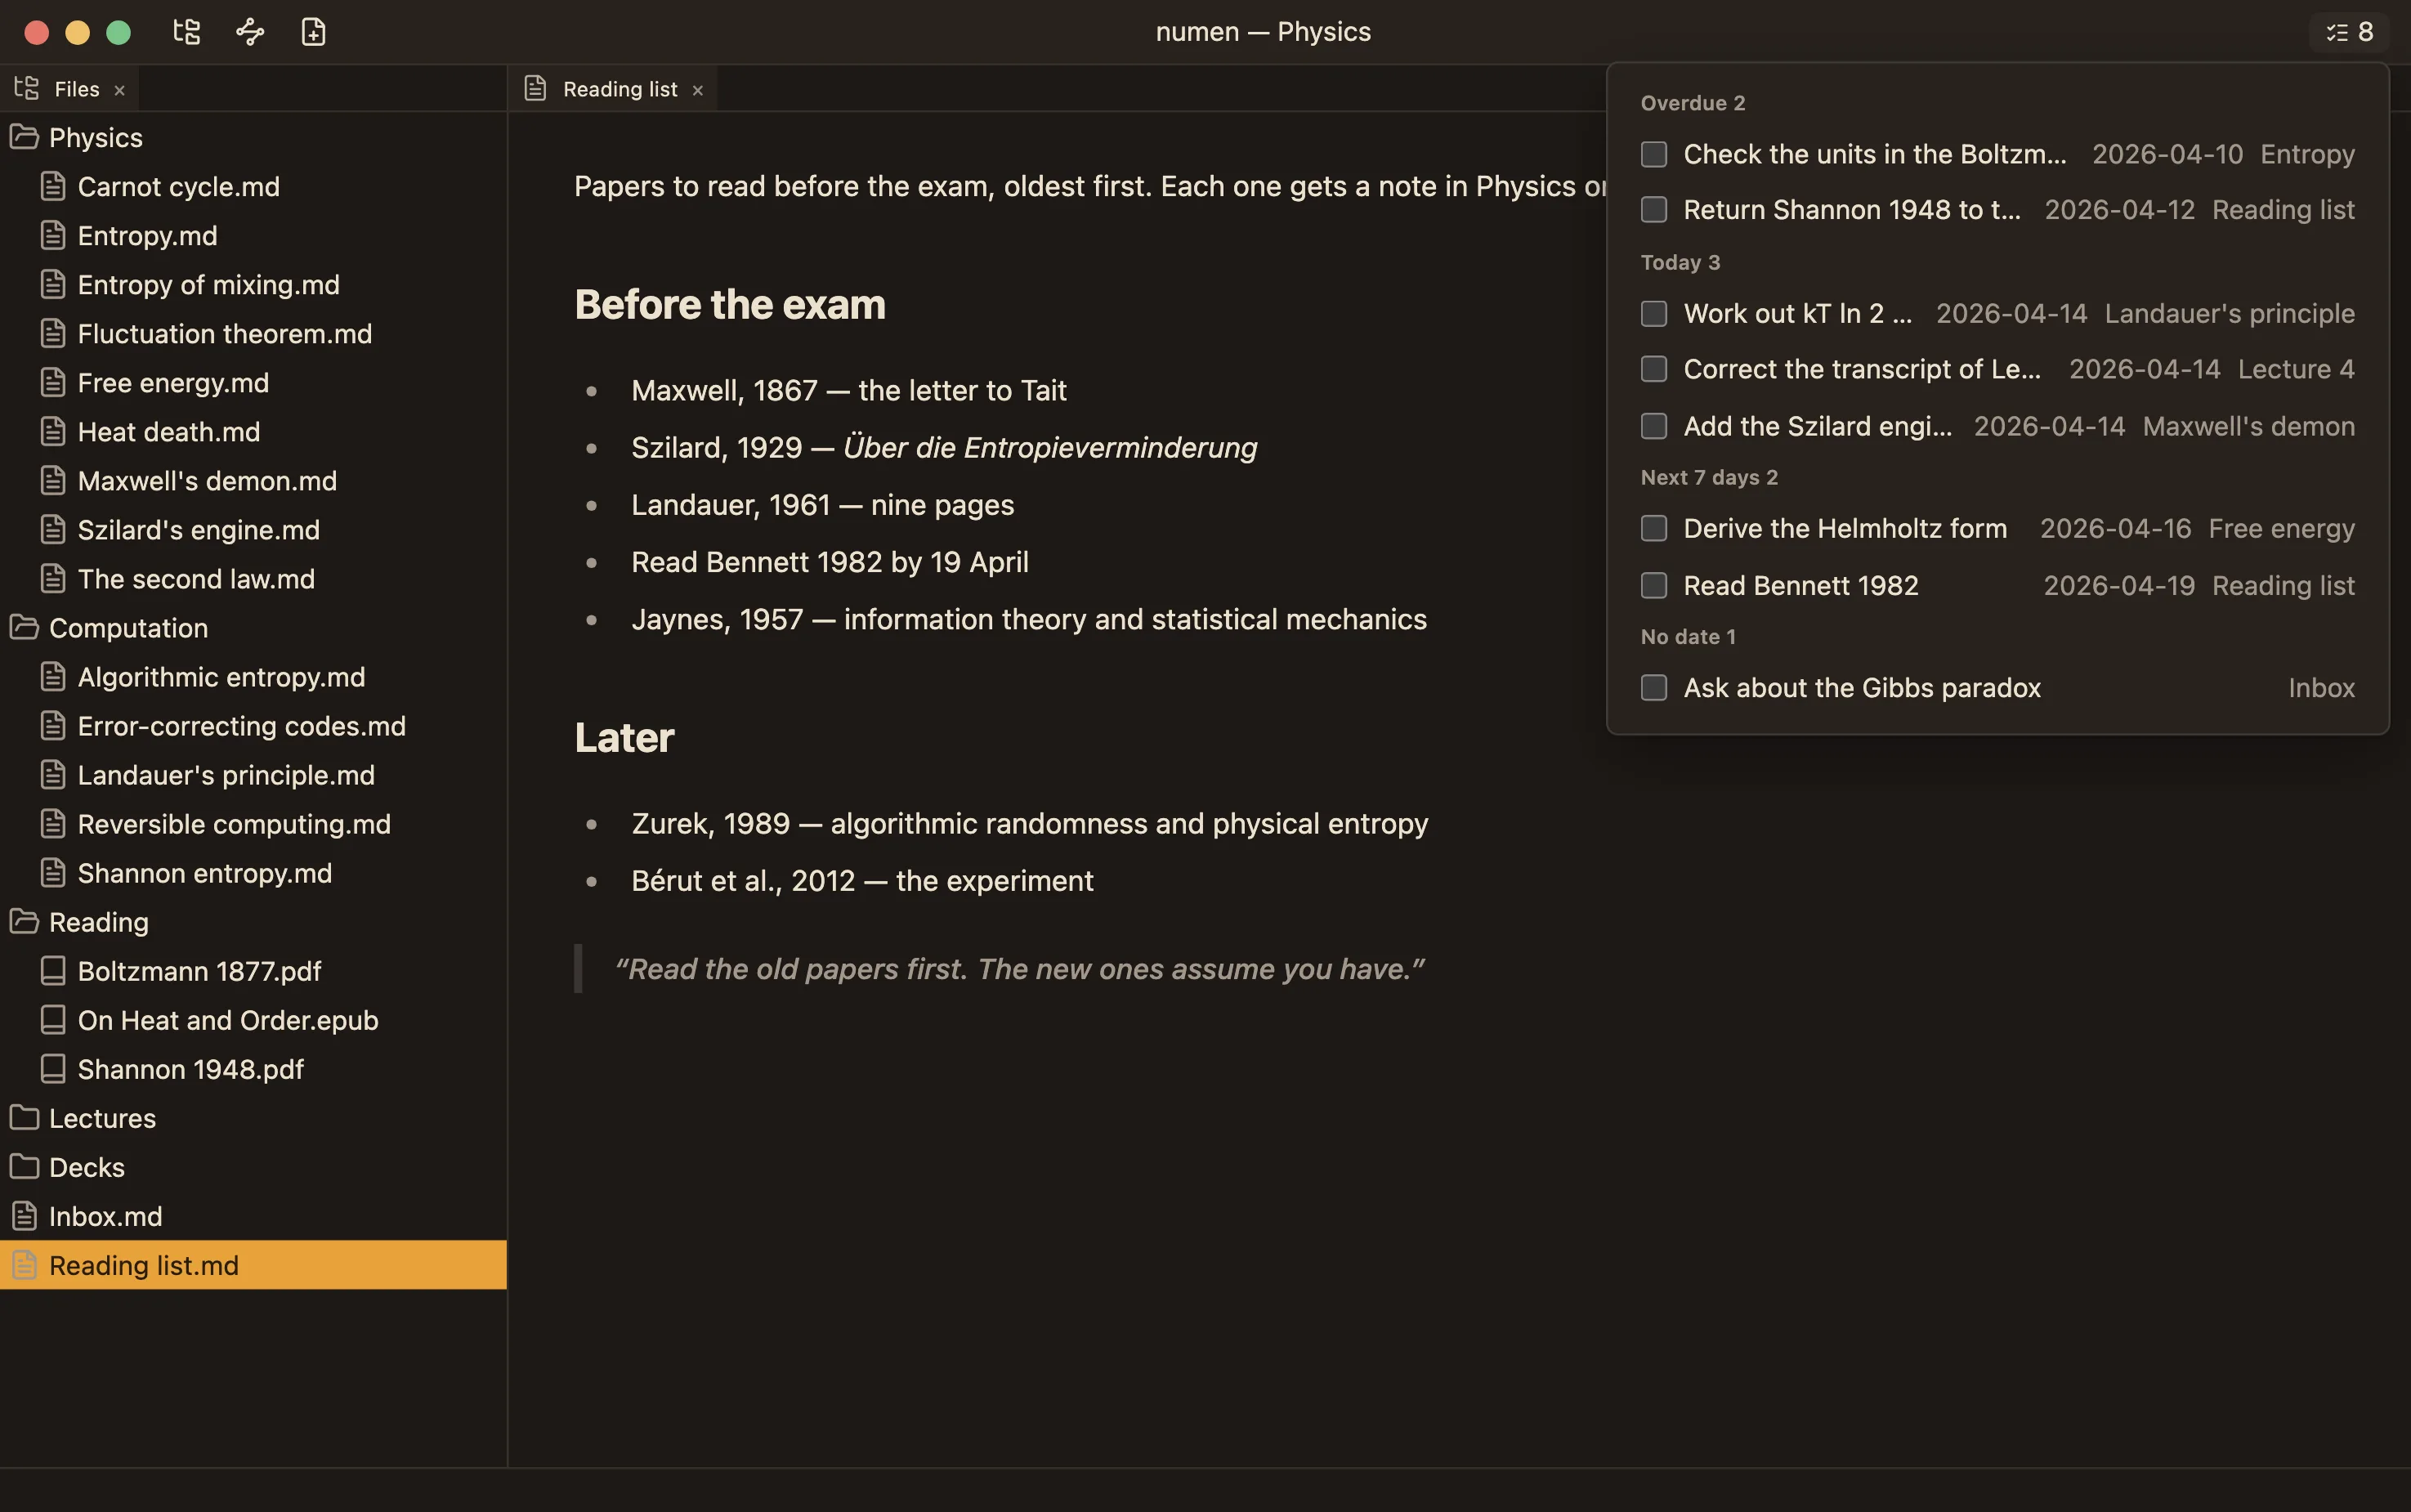 numen — Physics
8
Files
Physics
Carnot cycle.md
Entropy.md
Entropy of mixing.md
Fluctuation theorem.md
Free energy.md
Heat death.md
Maxwell's demon.md
Szilard's engine.md
The second law.md
Computation
Algorithmic entropy.md
Error-correcting codes.md
Landauer's principle.md
Reversible computing.md
Shannon entropy.md
Reading
Boltzmann 1877.pdf
On Heat and Order.epub
Shannon 1948.pdf
Lectures
Decks
Inbox.md
Reading list.md
Reading list
Papers to read before the exam, oldest first. Each one gets a note in Physics
Before the exam
• Maxwell, 1867 — the letter to Tait
• Szilard, 1929 — Über die Entropieverminderung
• Landauer, 1961 — nine pages
• Read Bennett 1982 by 19 April
• Jaynes, 1957 — information theory and statistical mechanics
Later
• Zurek, 1989 — algorithmic randomness and physical entropy
• Bérut et al., 2012 — the experiment
“Read the old papers first. The new ones assume you have.”
Overdue 2
Check the units in the Boltzm... 2026-04-10 Entropy
Return Shannon 1948 to t... 2026-04-12 Reading list
Today 3
Work out kT ln 2 ... 2026-04-14 Landauer's principle
Correct the transcript of Le... 2026-04-14 Lecture 4
Add the Szilard engi... 2026-04-14 Maxwell's demon
Next 7 days 2
Derive the Helmholtz form 2026-04-16 Free energy
Read Bennett 1982 2026-04-19 Reading list
No date 1
Ask about the Gibbs paradox Inbox